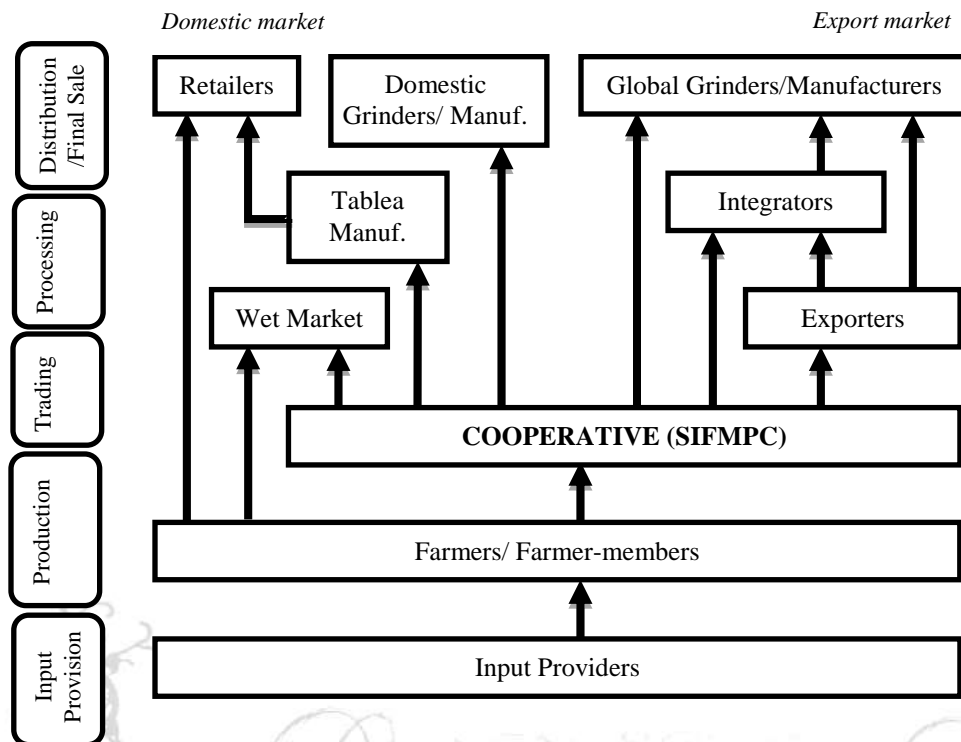 Domestic market
Export market
Distribution
/Final Sale
Retailers
Domestic
Grinders/ Manuf.
Global Grinders/Manufacturers
Processing
Tablea
Manuf.
Integrators
Wet Market
Exporters
Trading
COOPERATIVE (SIFMPC)
Production
Farmers/ Farmer-members
Input
Provision
Input Providers